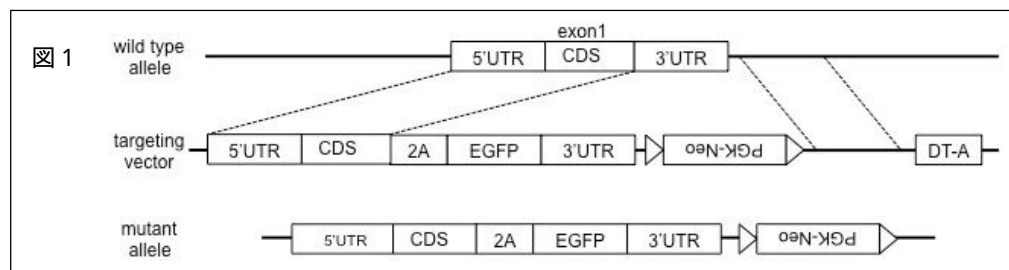 図 1
wild type allele
exon1
5'UTR CDS 3'UTR
targeting vector
5'UTR CDS 2A EGFP 3'UTR PGK-Neo DT-A
mutant allele
5'UTR CDS 2A EGFP 3'UTR PGK-Neo